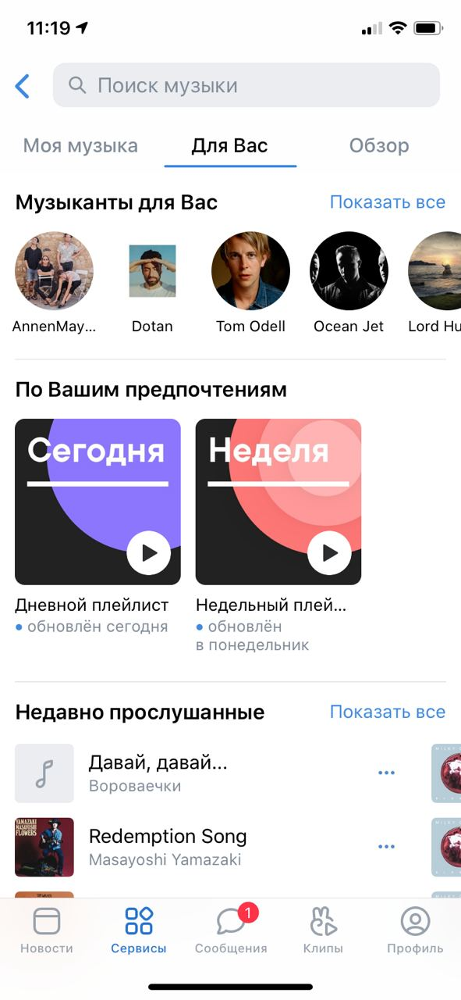 11:19
Поиск музыки
Моя музыка
Для Вас
Обзор
Музыканты для Вас
Показать все
AnnenMay...
Dotan
Tom Odell
Ocean Jet
Lord Hu
По Вашим предпочтениям
Сегодня
Неделя
Дневной плейлист
обновлён сегодня
Недельный плей...
обновлён
в понедельник
Недавно прослушанные
Показать все
Давай, давай...
Вороваечки
YAMAZAKI
MASAYOSHI
FLOWERS
Redemption Song
Masayoshi Yamazaki
1
Новости
Сервисы
Сообщения
Клипы
Профиль